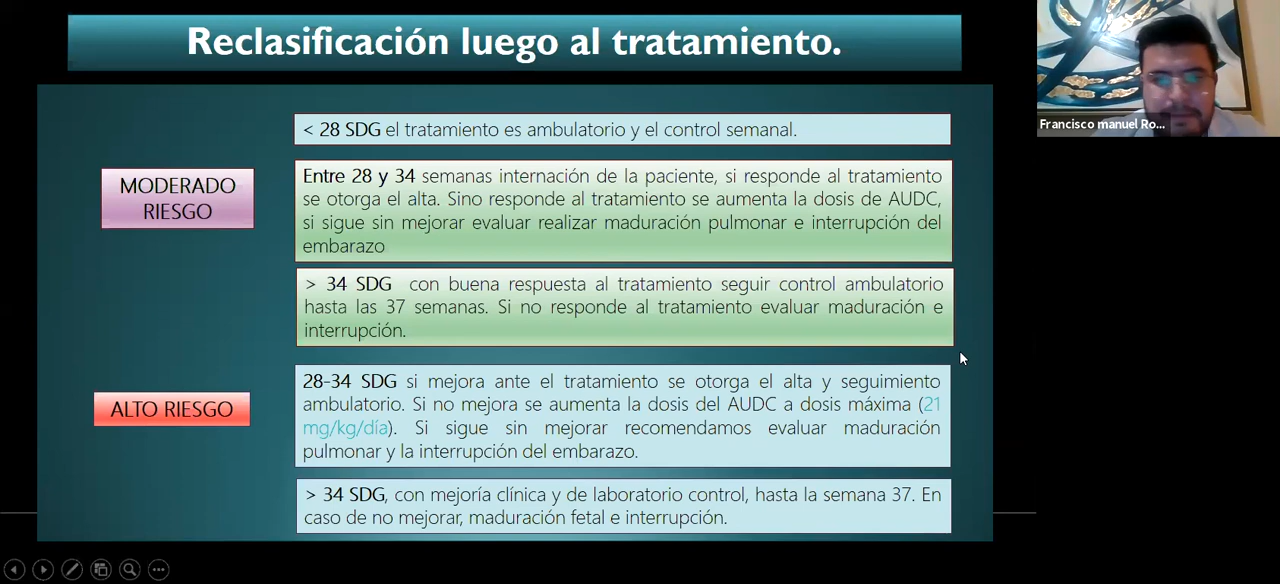 Reclasificación luego al tratamiento.
Francisco manuel Ro...
< 28 SDG el tratamiento es ambulatorio y el control semanal.
MODERADO
RIESGO
Entre 28 y 34 semanas internación de la paciente, si responde al tratamiento
se otorga el alta. Sino responde al tratamiento se aumenta la dosis de AUDC,
si sigue sin mejorar evaluar realizar maduración pulmonar e interrupción del
embarazo
> 34 SDG con buena respuesta al tratamiento seguir control ambulatorio
hasta las 37 semanas. Si no responde al tratamiento evaluar maduración e
interrupción.
ALTO RIESGO
28-34 SDG si mejora ante el tratamiento se otorga el alta y seguimiento
ambulatorio. Si no mejora se aumenta la dosis del AUDC a dosis máxima (21
mg/kg/día). Si sigue sin mejorar recomendamos evaluar maduración
pulmonar y la interrupción del embarazo.
> 34 SDG, con mejoría clínica y de laboratorio control, hasta la semana 37. En
caso de no mejorar, maduración fetal e interrupción.